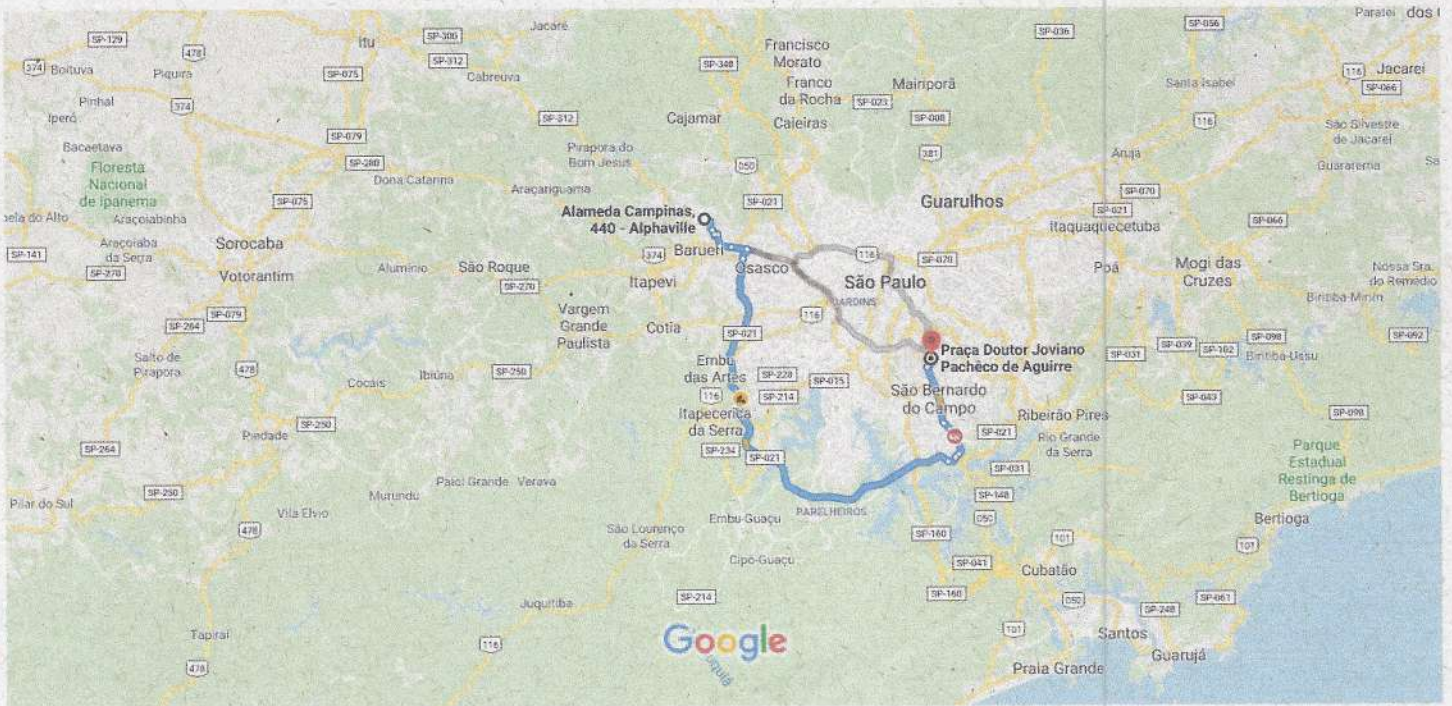 Paratei dos
SP-129
Itu
SP-300
Jacaré
SP-056
SP-036
478
374
Boituva
Piquira
SP-075
SP-312
Cabreuva
SP-348
Francisco
Morato
Franco
da Rocha
SP-023
Mairiporã
Santa Isabel
116
Jacareí
SP-066
Pinhal
374
Iperó
SP-312
Cajamar
Caieiras
SP-008
116
São Silvestre
de Jacareí
Bacaetava
SP-079
SP-280
Pirapora do
Bom Jesus
050
381
Arujá
Guararema
Floresta
Nacional
de Ipanema
Dona Catarina
Araçariguama
SP-075
SP-021
SP-070
Guarulhos
SP-021
SP-066
Araçoiabinha
Alameda Campinas,
440 - Alphaville
Itaquaquecetuba
Araçoiaba
da Serra
Sorocaba
SP-141
SP-270
Votorantim
Alumínio
São Roque
SP-270
374
Barueri
Itapevi
Osasco
116
SP-070
São Paulo
JARDINS
Poá
Mogi das
Cruzes
Nossa Sra.
do Remédio
Biritiba-Mirim
SP-079
SP-264
Vargem
Grande
Paulista
Cotia
SP-021
116
SP-098
SP-092
Salto de
Pirapora
478
Cocais
Ibiúna
SP-250
Embu
das Artes
SP-228
SP-015
SP-214
116
Praça Doutor Joviano
Pachêco de Aguirre
SP-031
SP-039
SP-102
Biritiba-Ussu
SP-043
SP-098
São Bernardo
do Campo
Ribeirão Pires
Itapecerica
da Serra
SP-250
Piedade
SP-264
SP-234
SP-021
SP-021
Rio Grande
da Serra
SP-031
Parque
Estadual
Restinga de
Bertioga
Pilar do Sul
SP-250
Murundu
Paiol Grande
Verava
SP-148
Vila Elvio
478
São Lourenço
da Serra
Embu-Guaçu
PARELHEIROS
050
Bertioga
SP-160
101
101
Cipó-Guaçu
SP-041
Cubatão
SP-214
SP-160
050
SP-248
SP-061
Juquitiba
Tapiraí
116
Google
101
Santos
Guarujá
478
Praia Grande